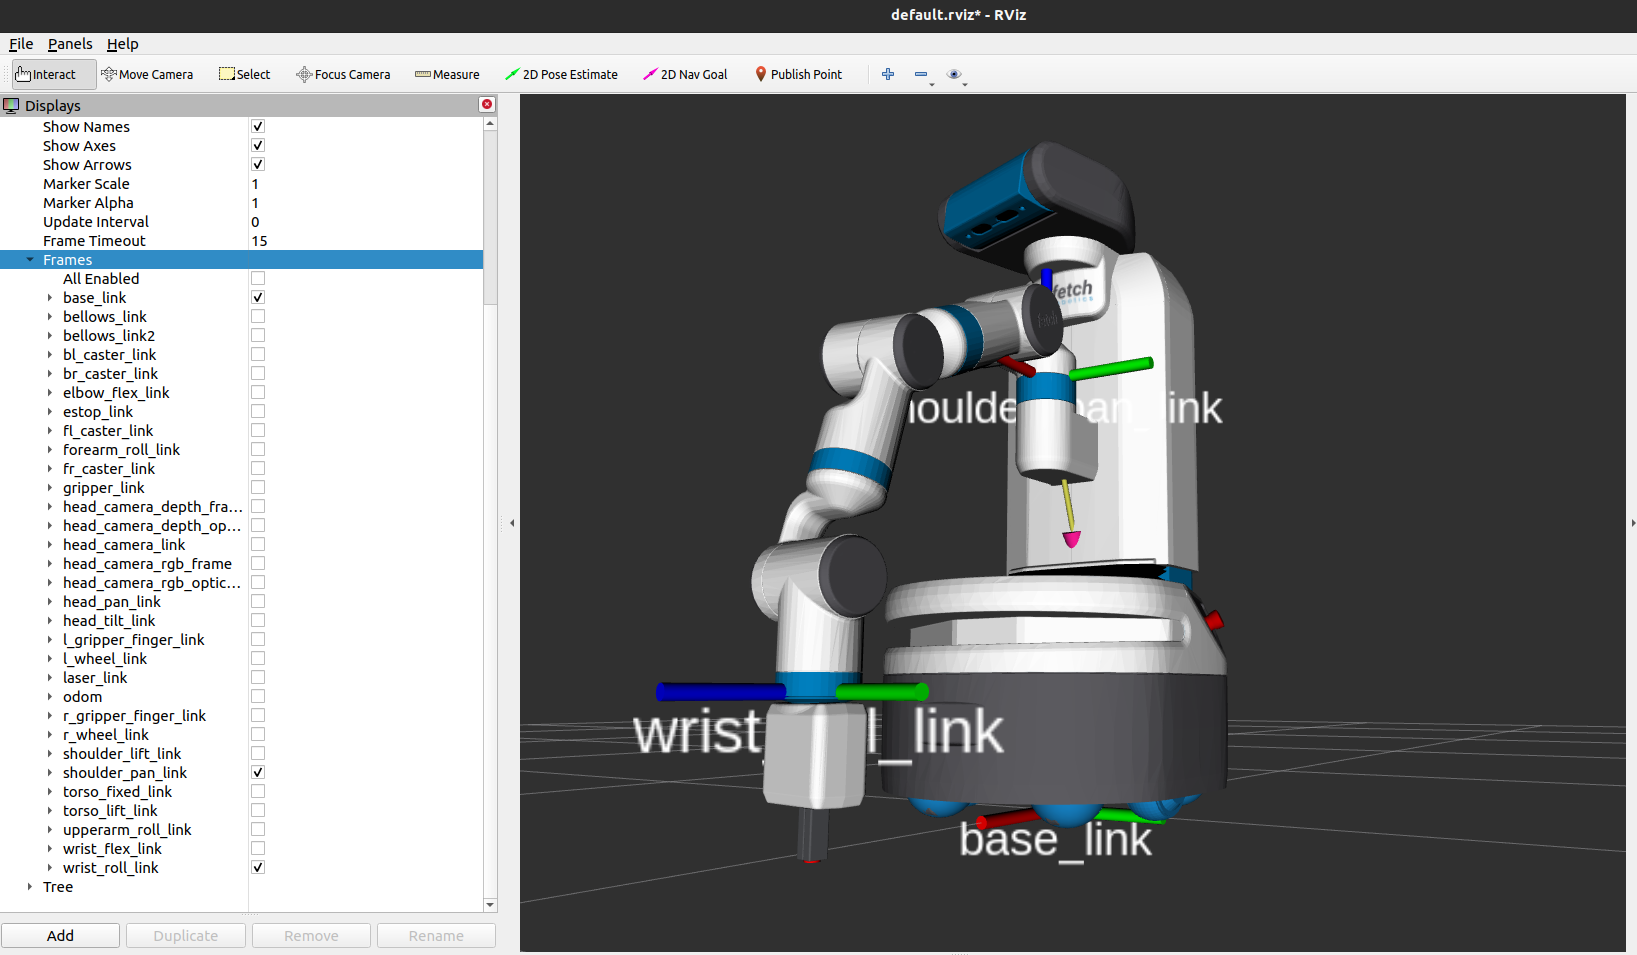 default.rviz* - RViz
File Panels Help
Interact Move Camera Select Focus Camera Measure 2D Pose Estimate 2D Nav Goal Publish Point
Displays
Show Names
Show Axes
Show Arrows
Marker Scale 1
Marker Alpha 1
Update Interval 0
Frame Timeout 15
Frames
All Enabled
base_link
bellows_link
bellows_link2
bl_caster_link
br_caster_link
elbow_flex_link
estop_link
fl_caster_link
forearm_roll_link
fr_caster_link
gripper_link
head_camera_depth_fra...
head_camera_depth_op...
head_camera_link
head_camera_rgb_frame
head_camera_rgb_optic...
head_pan_link
head_tilt_link
l_gripper_finger_link
l_wheel_link
laser_link
odom
r_gripper_finger_link
r_wheel_link
shoulder_lift_link
shoulder_pan_link
torso_fixed_link
torso_lift_link
upperarm_roll_link
wrist_flex_link
wrist_roll_link
Tree
Add Duplicate Remove Rename
fetch
houlde pan_link
wrist l_link
base_link